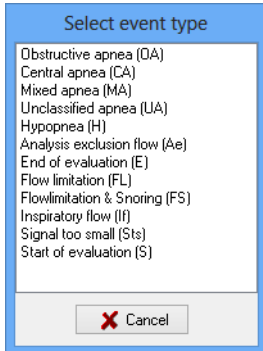 Select event type
Obstructive apnea (OA)
Central apnea (CA)
Mixed apnea (MA)
Unclassified apnea (UA)
Hypopnea (H)
Analysis exclusion flow (Ae)
End of evaluation (E)
Flow limitation (FL)
Flowlimitation & Snoring (FS)
Inspiratory flow (If)
Signal too small (Sts)
Start of evaluation (S)
Cancel